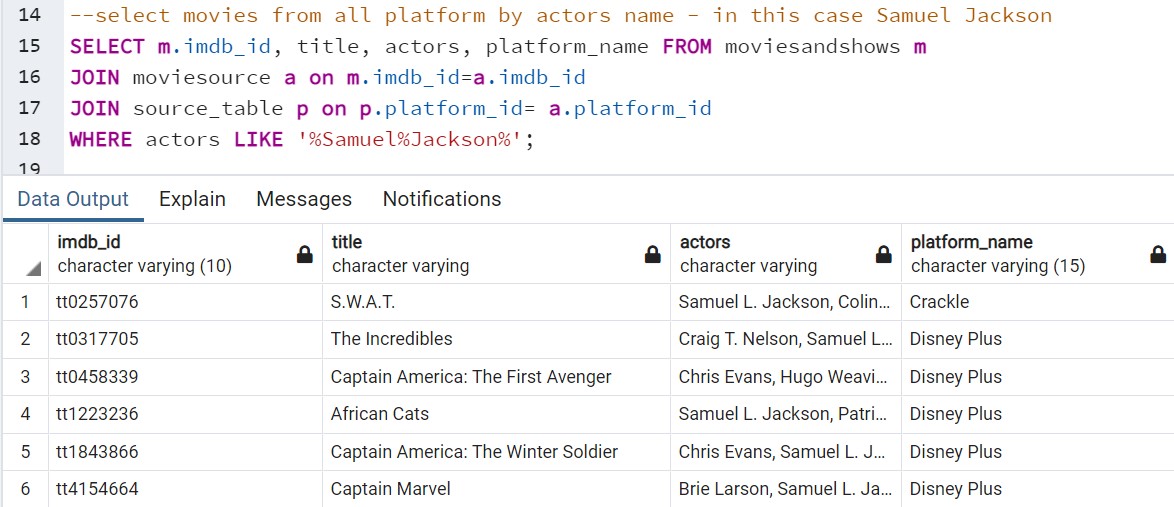 14 --select movies from all platform by actors name – in this case Samuel Jackson
15 SELECT m.imdb_id, title, actors, platform_name FROM moviesandshows m
16 JOIN moviesource a on m.imdb_id=a.imdb_id
17 JOIN source_table p on p.platform_id= a.platform_id
18 WHERE actors LIKE '%Samuel%Jackson%';
19
Data Output Explain Messages Notifications
imdb_id title actors platform_name
character varying (10) character varying character varying character varying (15)
1 tt0257076 S.W.A.T. Samuel L. Jackson, Colin... Crackle
2 tt0317705 The Incredibles Craig T. Nelson, Samuel L... Disney Plus
3 tt0458339 Captain America: The First Avenger Chris Evans, Hugo Weavi... Disney Plus
4 tt1223236 African Cats Samuel L. Jackson, Patri... Disney Plus
5 tt1843866 Captain America: The Winter Soldier Chris Evans, Samuel L. J... Disney Plus
6 tt4154664 Captain Marvel Brie Larson, Samuel L. Ja... Disney Plus